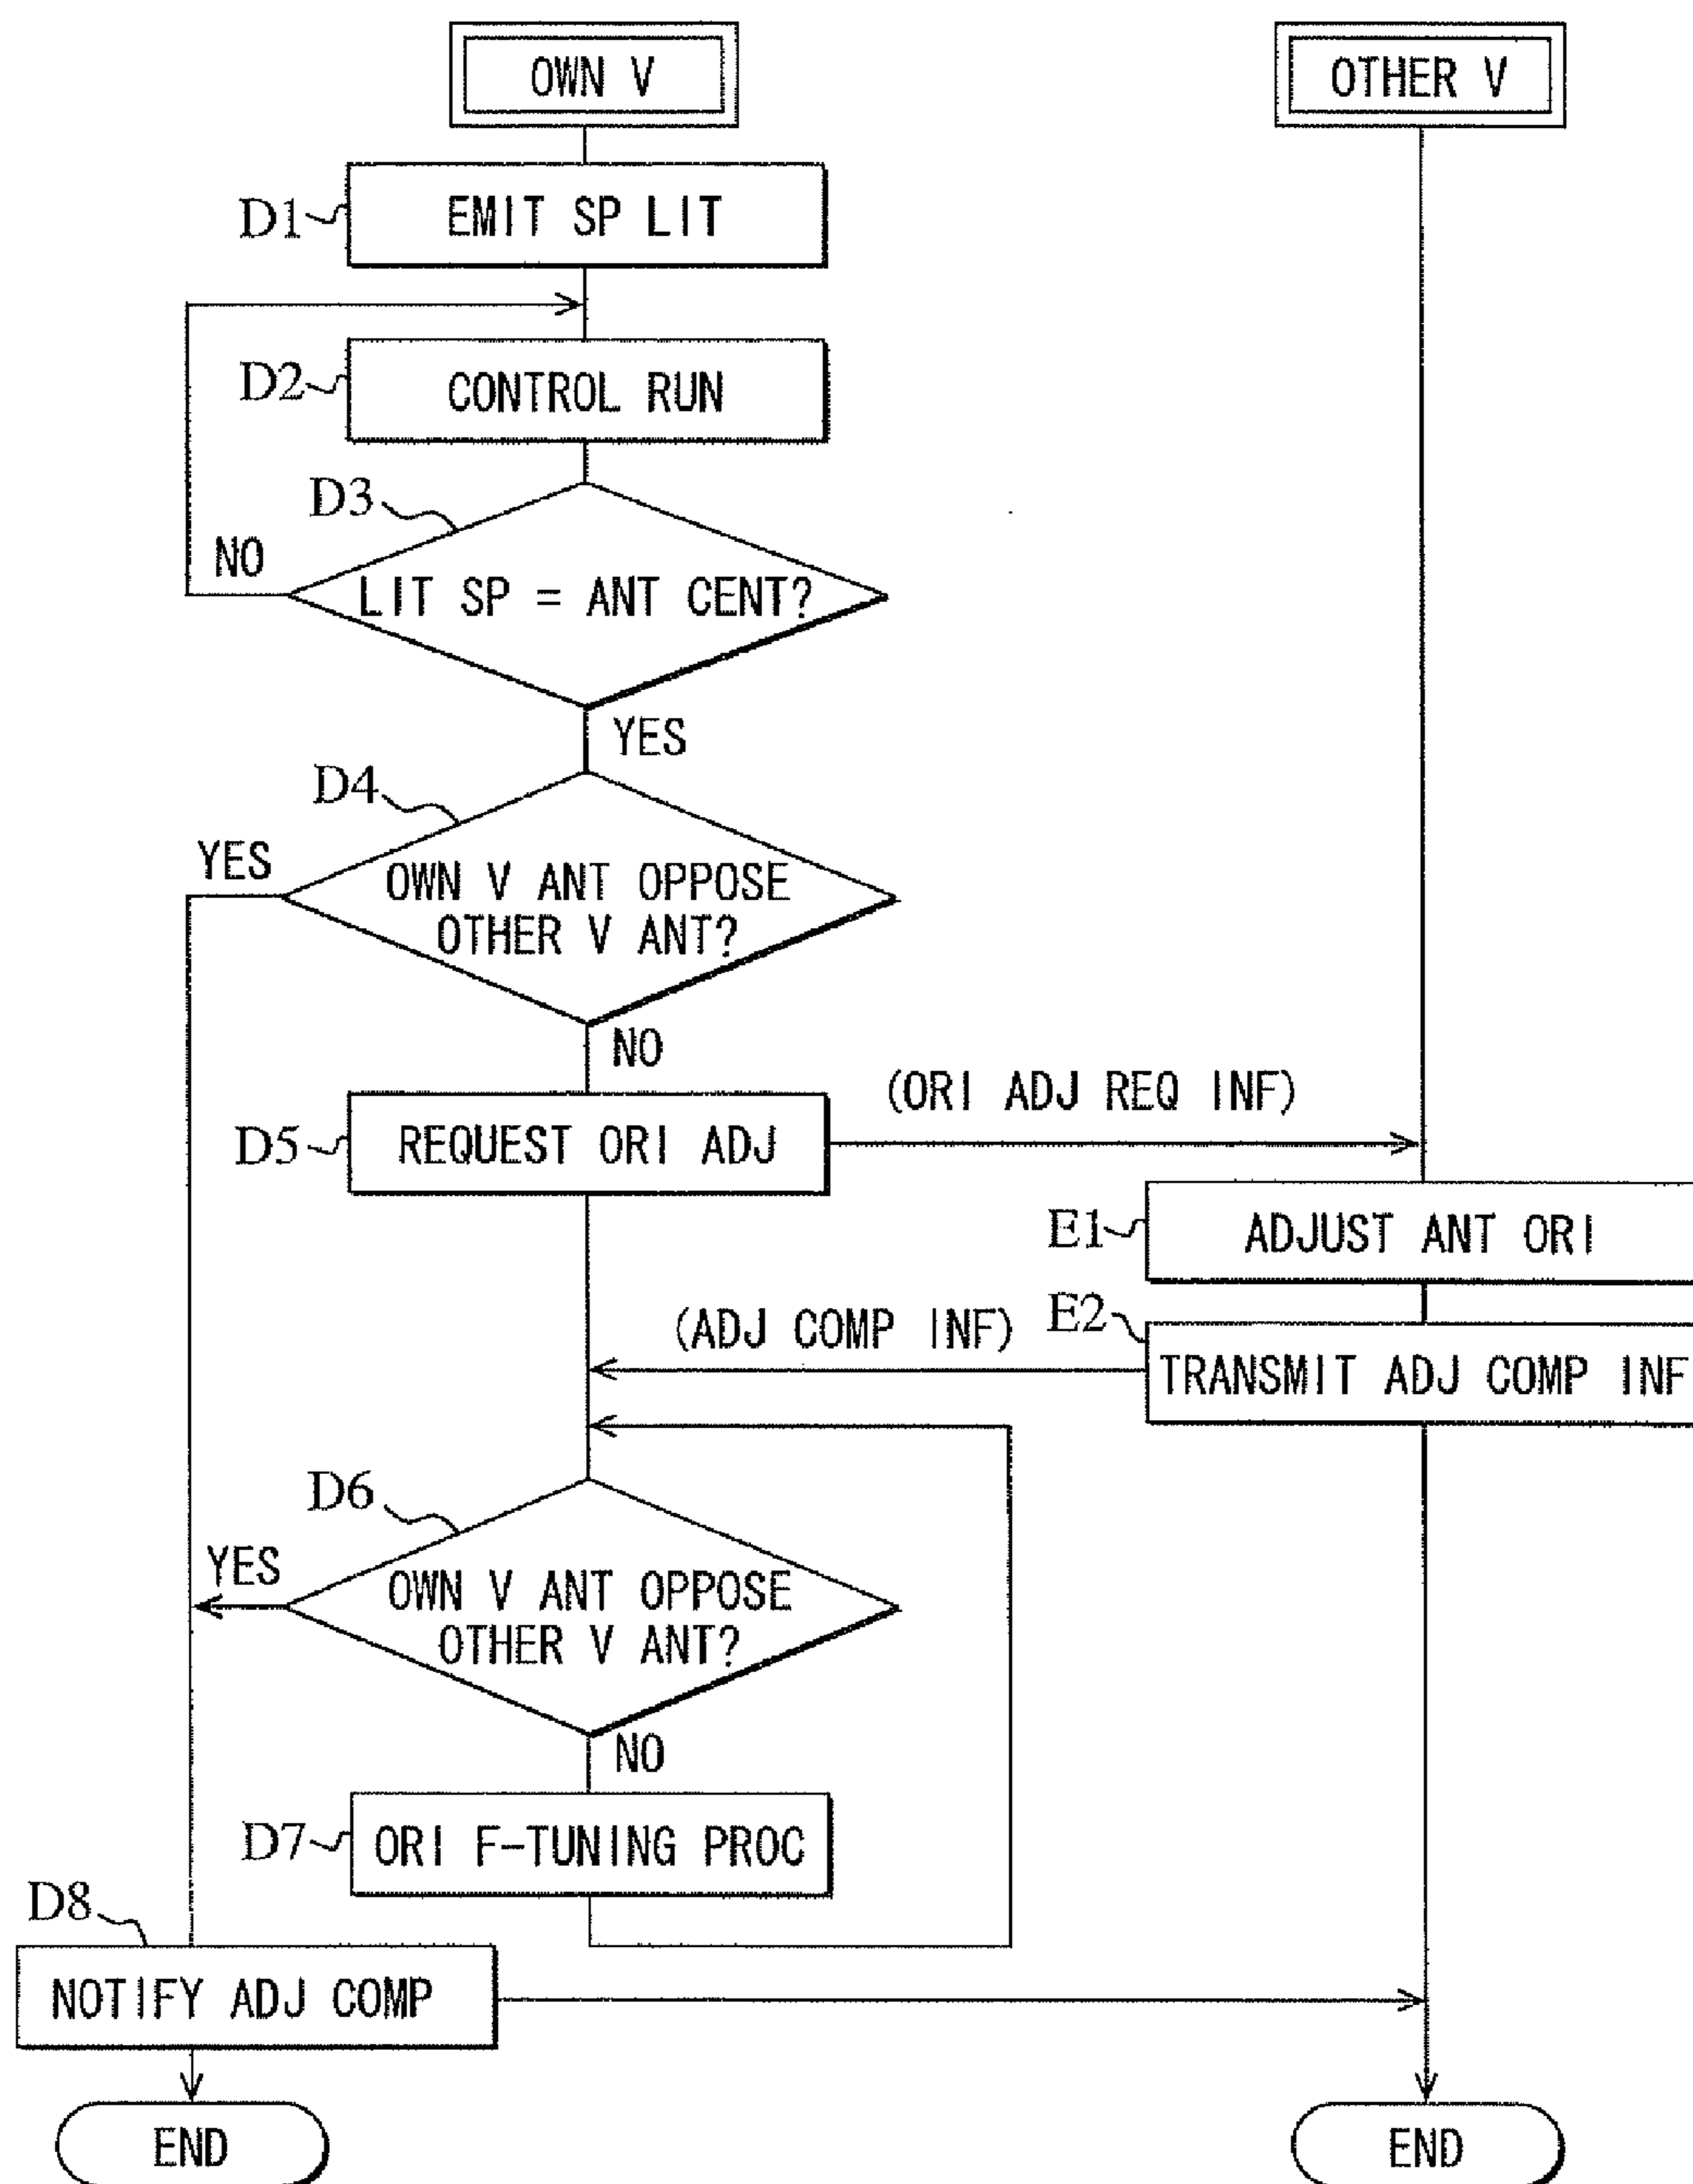 OWN V
OTHER V
D1
EMIT SP LIT
D2
CONTROL RUN
D3
NO
LIT SP = ANT CENT?
YES
D4
YES
OWN V ANT OPPOSE
OTHER V ANT?
NO
(ORI ADJ REQ INF)
D5
REQUEST ORI ADJ
E1
ADJUST ANT ORI
(ADJ COMP INF)
E2
TRANSMIT ADJ COMP INF
D6
YES
OWN V ANT OPPOSE
OTHER V ANT?
NO
D7
ORI F-TUNING PROC
D8
NOTIFY ADJ COMP
END
END